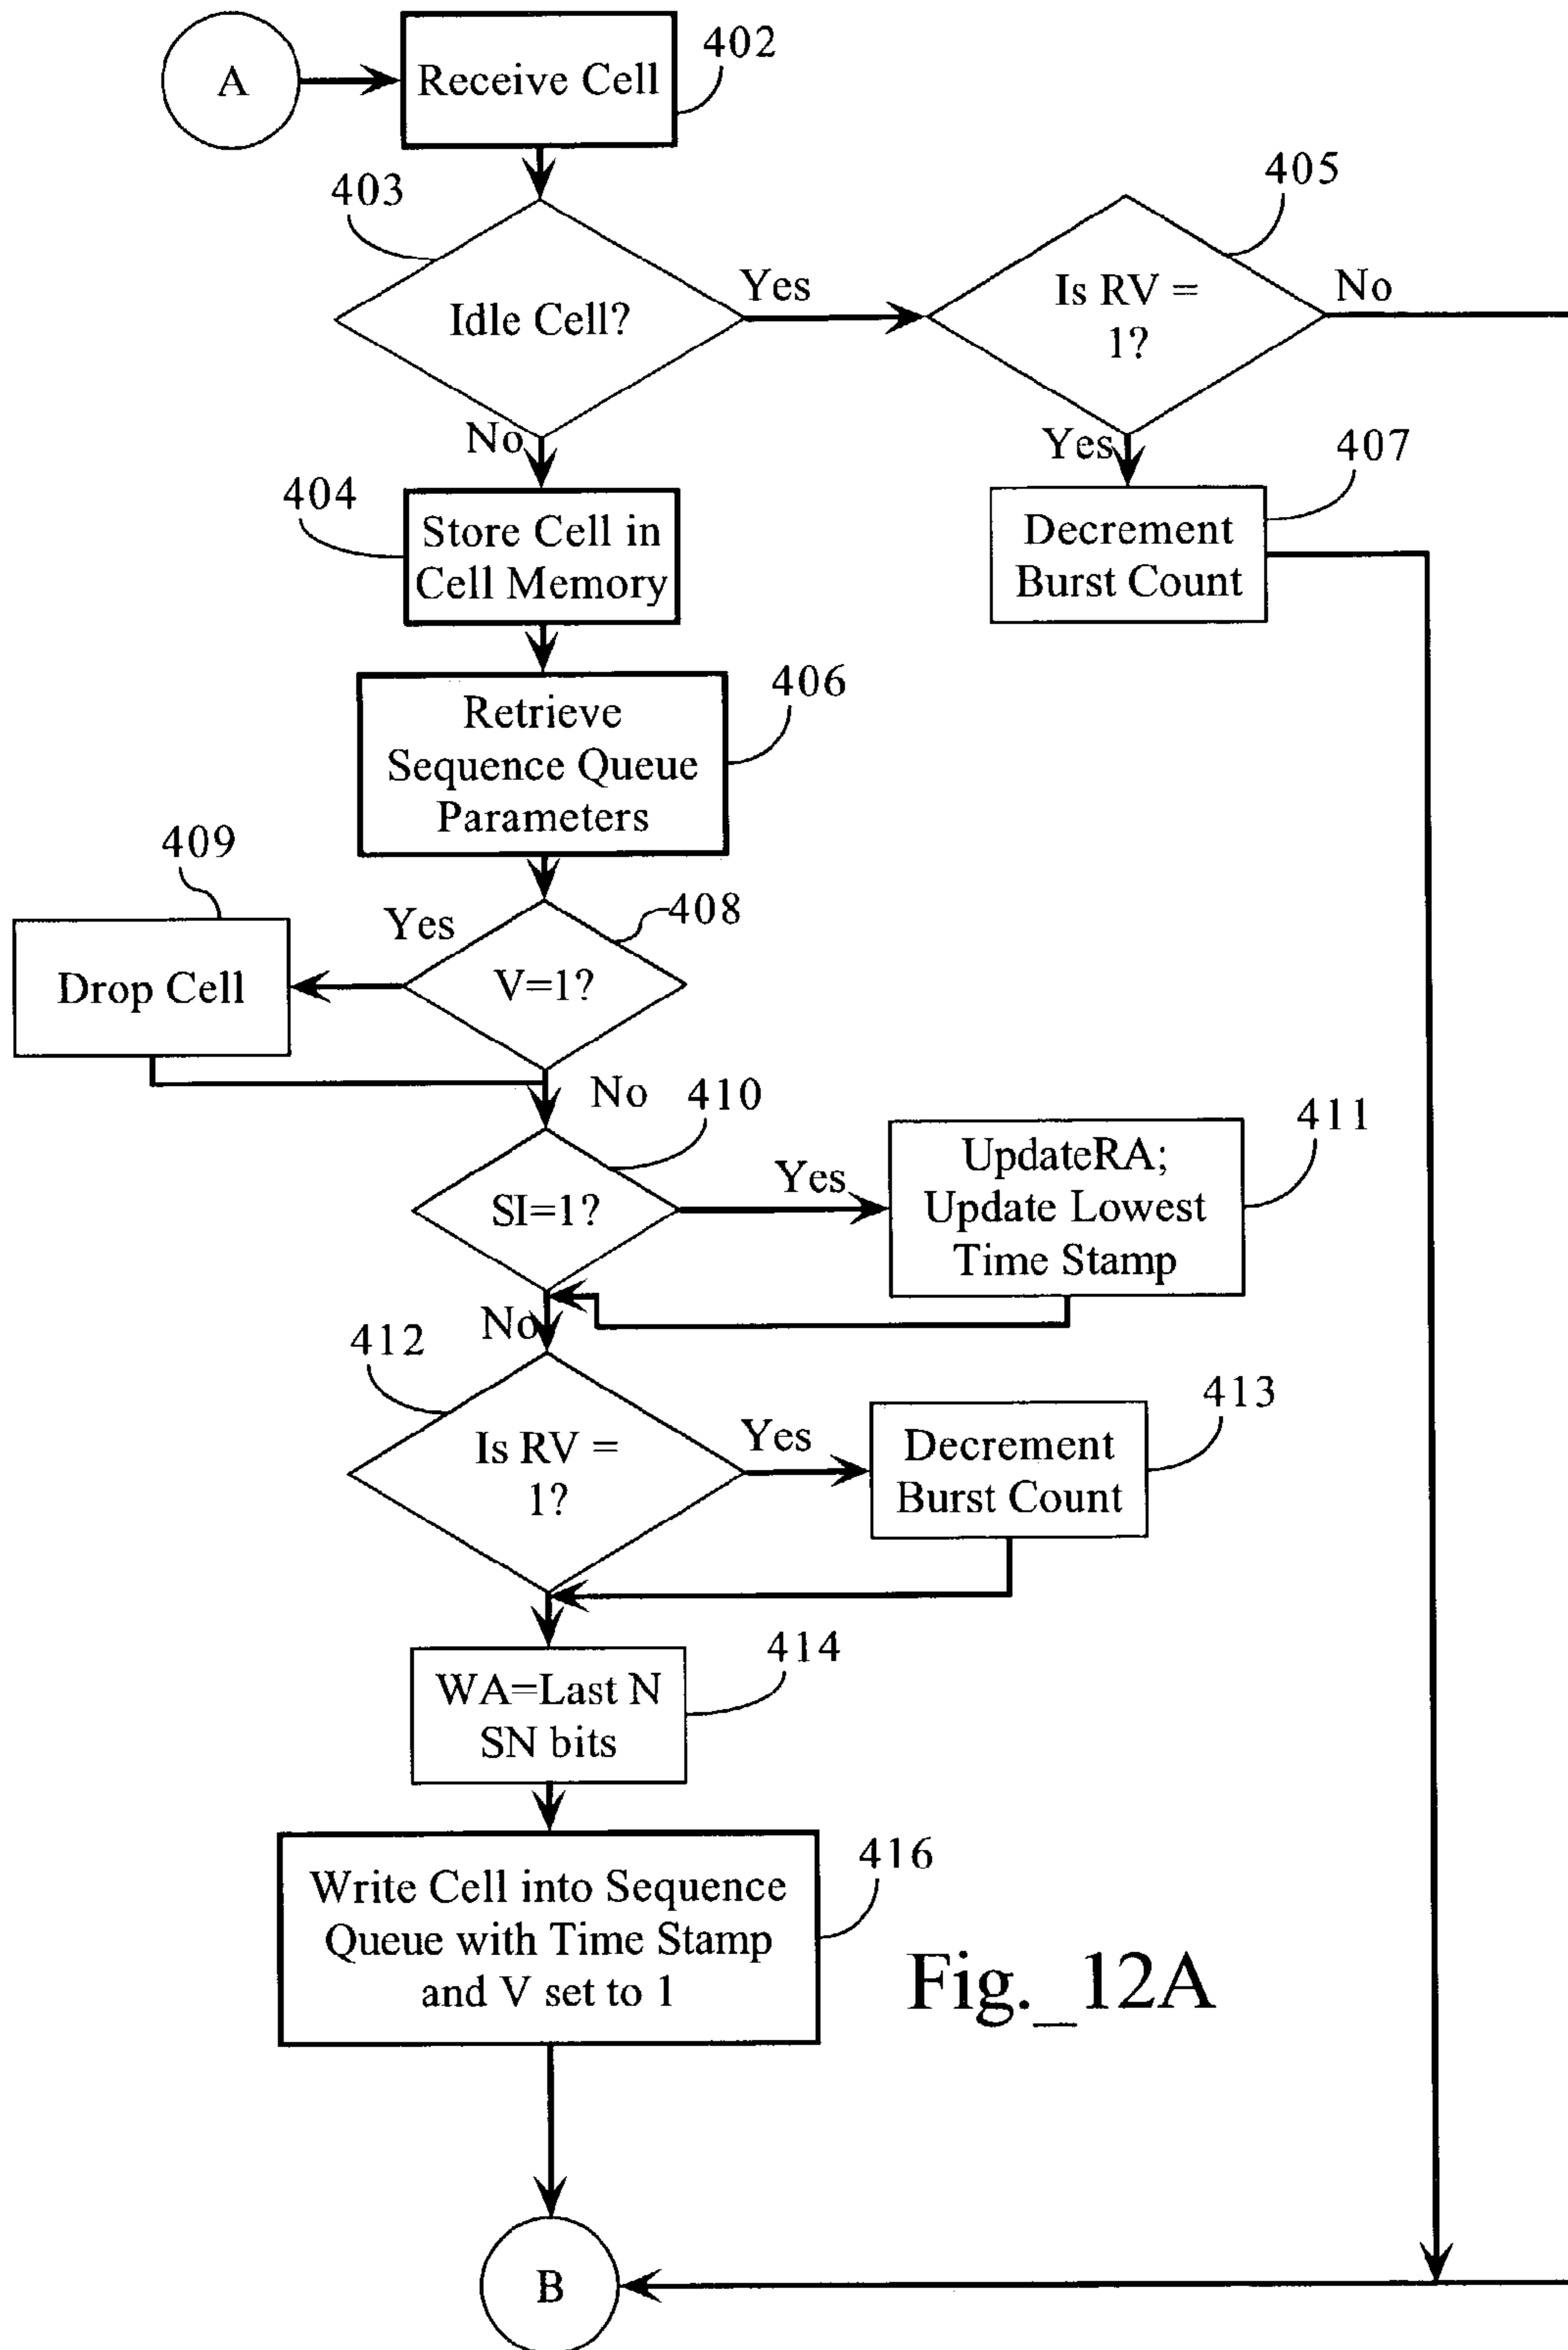 A
Receive Cell
402
403
405
Idle Cell?
Yes
Is RV =
1?
No
No
Yes
407
404
Store Cell in
Cell Memory
Decrement
Burst Count
406
Retrieve
Sequence Queue
Parameters
409
Yes
408
Drop Cell
V=1?
No
410
411
SI=1?
Yes
UpdateRA;
Update Lowest
Time Stamp
No
412
413
Is RV =
1?
Yes
Decrement
Burst Count
414
WA=Last N
SN bits
416
Write Cell into Sequence
Queue with Time Stamp
and V set to 1
Fig._12A
B